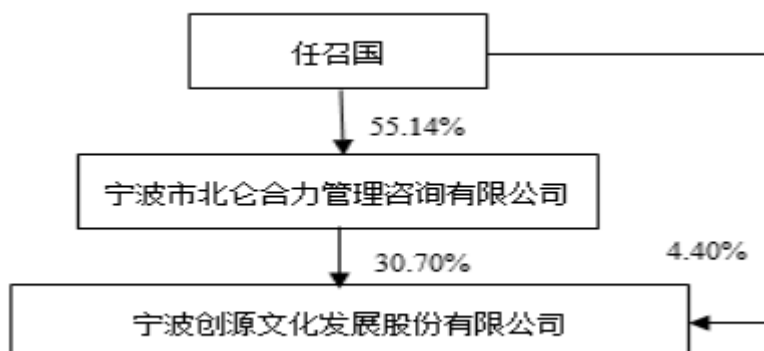 任召国
55.14%
宁波市北仑合力管理咨询有限公司
30.70%
4.40%
宁波创源文化发展股份有限公司